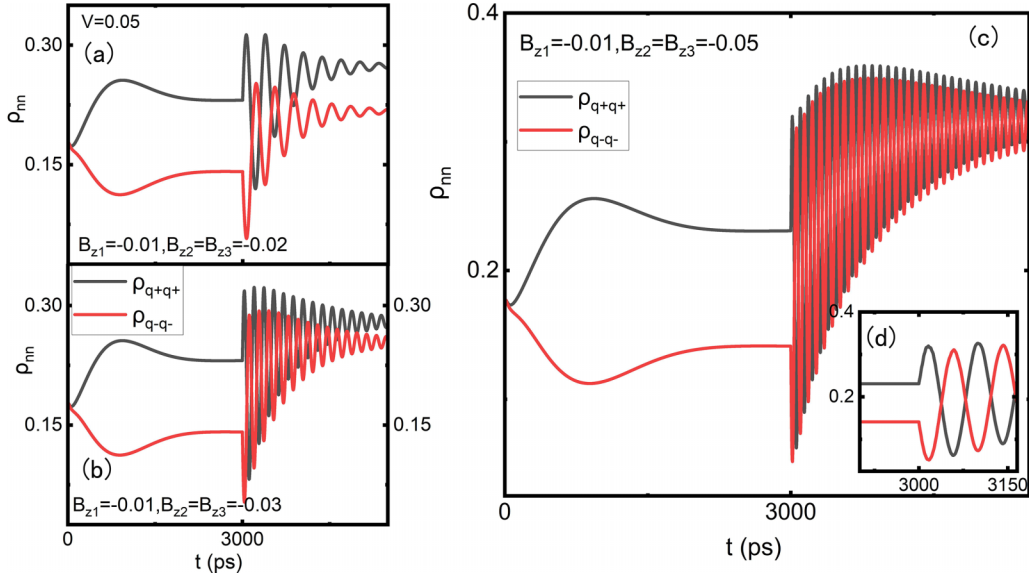 V=0.05
0.30
(a)
ρnn
0.15
Bz1=-0.01,Bz2=Bz3=-0.02
ρq+q+
ρq-q-
0.30
0.30
ρnn
0.15
0.15
(b)
Bz1=-0.01,Bz2=Bz3=-0.03
0
3000
t (ps)
0.4
Bz1=-0.01,Bz2=Bz3=-0.05
(c)
ρq+q+
ρq-q-
ρnn
0.2
0
3000
t (ps)
0.4
(d)
0.2
3000
3150